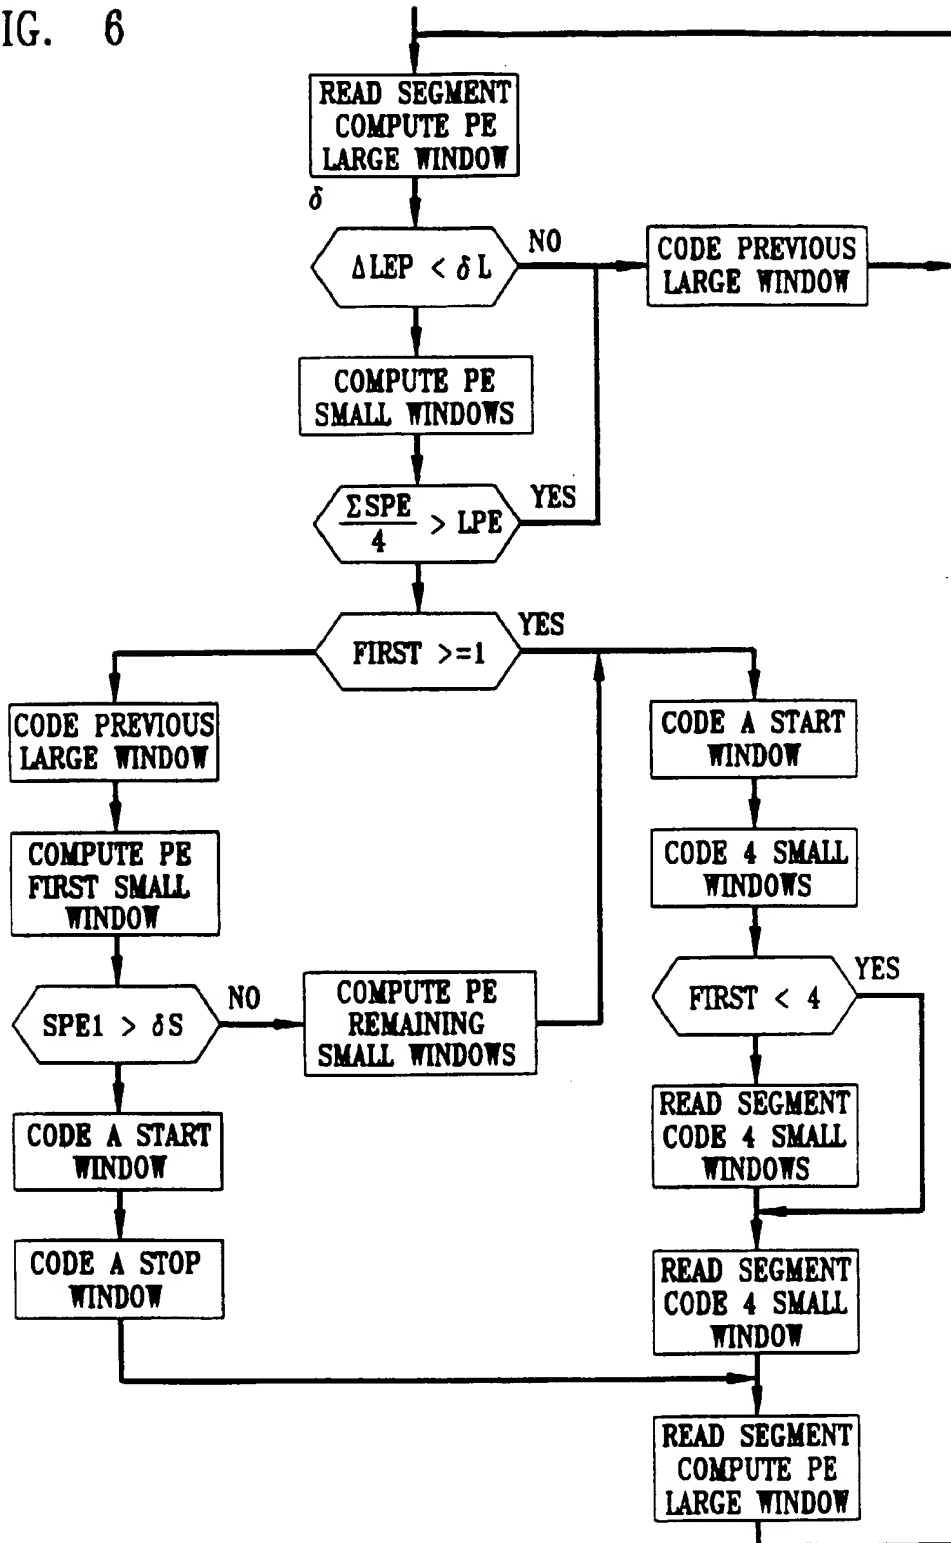 IG. 6
READ SEGMENT
COMPUTE PE
LARGE WINDOW
δ
ΔLEP < δL
NO
CODE PREVIOUS
LARGE WINDOW
COMPUTE PE
SMALL WINDOWS
ΣSPE
4
> LPE
YES
FIRST >=1
YES
CODE PREVIOUS
LARGE WINDOW
CODE A START
WINDOW
COMPUTE PE
FIRST SMALL
WINDOW
CODE 4 SMALL
WINDOWS
SPE1 > δS
NO
COMPUTE PE
REMAINING
SMALL WINDOWS
FIRST < 4
YES
CODE A START
WINDOW
READ SEGMENT
CODE 4 SMALL
WINDOWS
CODE A STOP
WINDOW
READ SEGMENT
CODE 4 SMALL
WINDOW
READ SEGMENT
COMPUTE PE
LARGE WINDOW